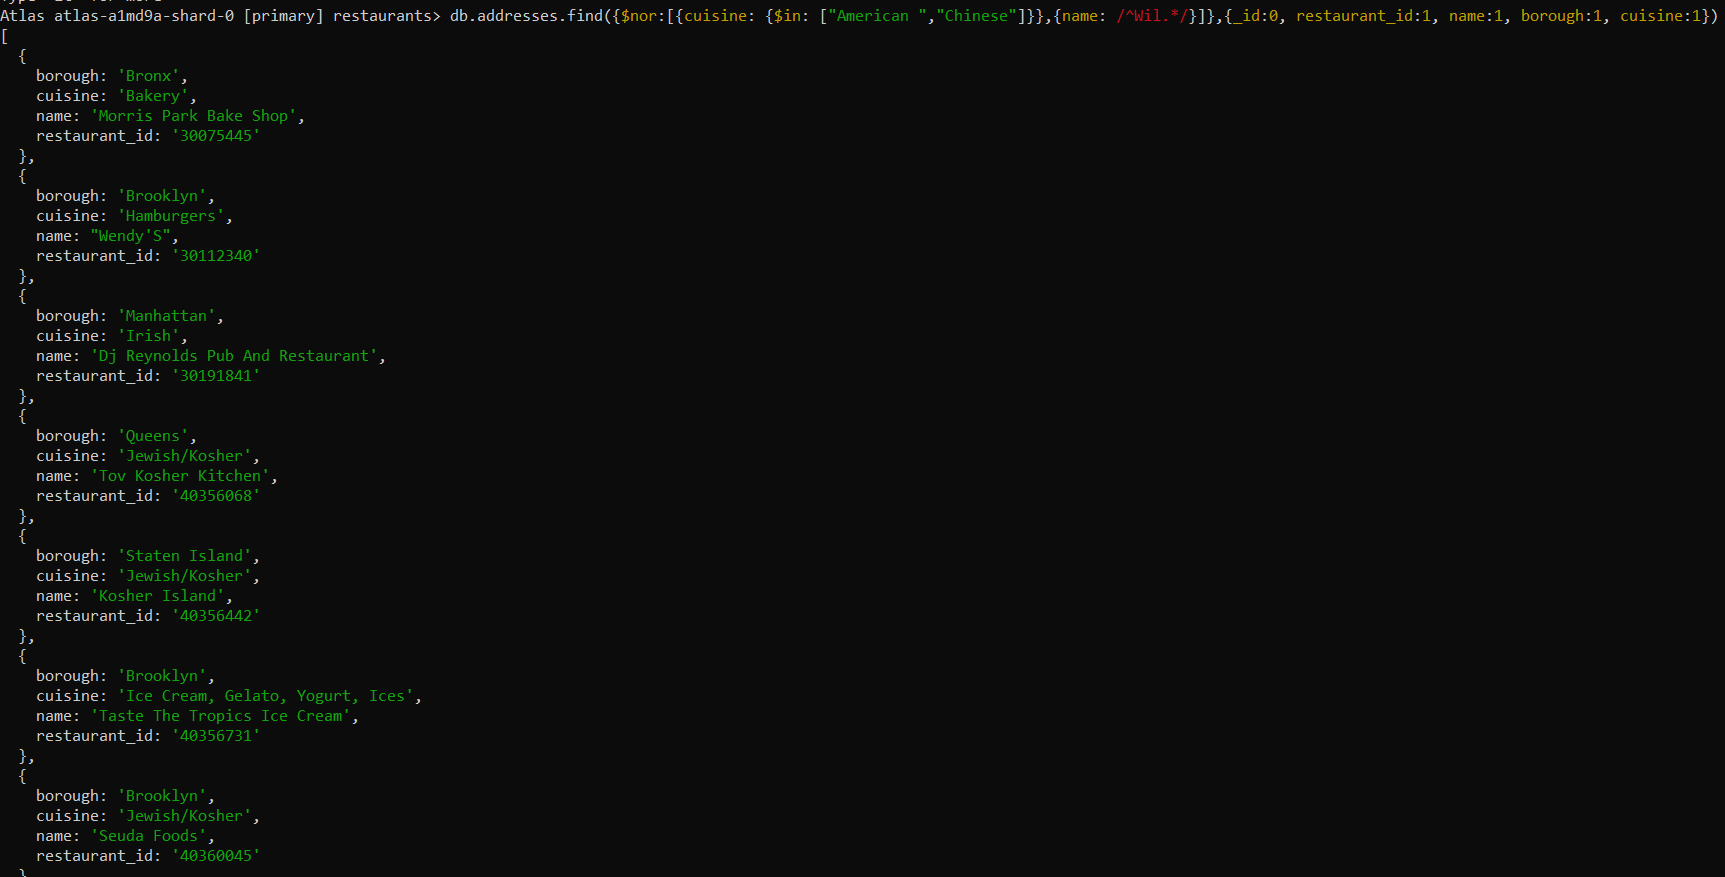 Atlas atlas-a1md9a-shard-0 [primary] restaurants> db.addresses.find({$nor:[{cuisine: {$in: ["American ","Chinese"]}},{name: /^Wil.*/}]},{_id:0, restaurant_id:1, name:1, borough:1, cuisine:1})
[
  {
    borough: 'Bronx',
    cuisine: 'Bakery',
    name: 'Morris Park Bake Shop',
    restaurant_id: '30075445'
  },
  {
    borough: 'Brooklyn',
    cuisine: 'Hamburgers',
    name: "Wendy'S",
    restaurant_id: '30112340'
  },
  {
    borough: 'Manhattan',
    cuisine: 'Irish',
    name: 'Dj Reynolds Pub And Restaurant',
    restaurant_id: '30191841'
  },
  {
    borough: 'Queens',
    cuisine: 'Jewish/Kosher',
    name: 'Tov Kosher Kitchen',
    restaurant_id: '40356068'
  },
  {
    borough: 'Staten Island',
    cuisine: 'Jewish/Kosher',
    name: 'Kosher Island',
    restaurant_id: '40356442'
  },
  {
    borough: 'Brooklyn',
    cuisine: 'Ice Cream, Gelato, Yogurt, Ices',
    name: 'Taste The Tropics Ice Cream',
    restaurant_id: '40356731'
  },
  {
    borough: 'Brooklyn',
    cuisine: 'Jewish/Kosher',
    name: 'Seuda Foods',
    restaurant_id: '40360045'